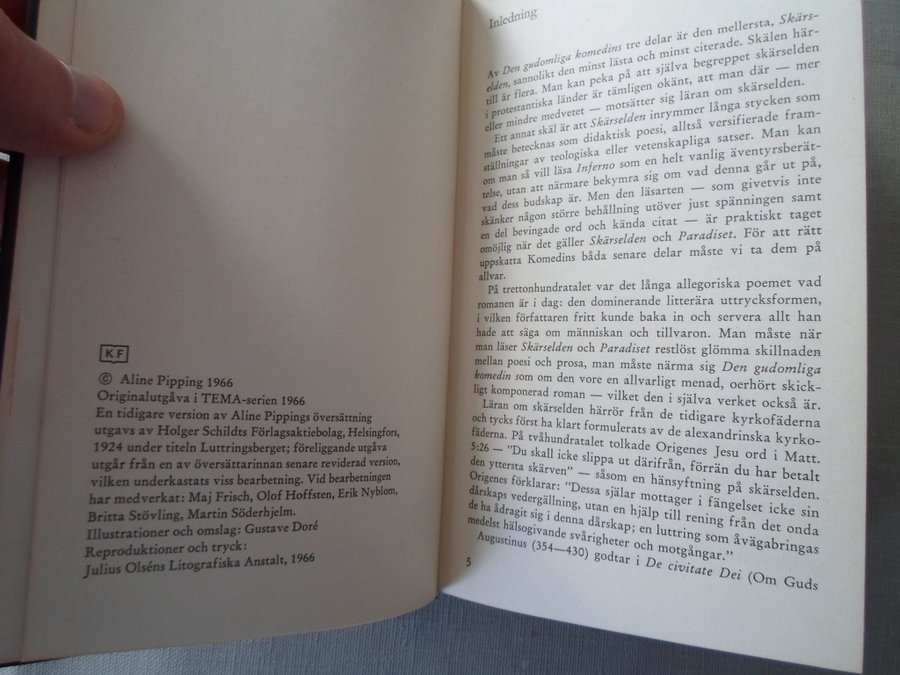 KF
© Aline Pipping 1966
Originalutgåva i TEMA-serien 1966
En tidigare version av Aline Pippings översättning
utgavs av Holger Schildts Förlagsaktiebolag, Helsingfors,
1924 under titeln Luttringsberget; föreliggande utgåva
utgår från en av översättarinnan senare reviderad version,
vilken underkastats viss bearbetning. Vid bearbetningen
har medverkat: Maj Frisch, Olof Hoffsten, Erik Nyblom,
Britta Stövling, Martin Söderhjelm.
Illustrationer och omslag: Gustave Doré
Reproduktioner och tryck:
Julius Olséns Litografiska Anstalt, 1966
Inledning
Av Den gudomliga komedins tre delar är den mellersta, Skärs-
elden, sannolikt den minst lästa och minst citerade. Skälen här-
till är flera. Man kan peka på att själva begreppet skärselden
i protestantiska länder är tämligen okänt, att man där — mer
eller mindre medvetet — motsätter sig läran om skärselden.
Ett annat skäl är att Skärselden inrymmer långa stycken som
måste betecknas som didaktisk poesi, alltså versifierade fram-
ställningar av teologiska eller vetenskapliga satser. Man kan
om man så vill läsa Inferno som en helt vanlig äventyrsberät-
telse, utan att närmare bekymra sig om vad denna går ut på,
vad dess budskap är. Men den läsarten — som givetvis inte
skänker någon större behållning utöver just spänningen samt
en del bevingade ord och kända citat — är praktiskt taget
omöjlig när det gäller Skärselden och Paradiset. För att rätt
uppskatta Komedins båda senare delar måste vi ta dem på
allvar.
På trettonhundratalet var det långa allegoriska poemet vad
romanen är i dag: den dominerande litterära uttrycksformen,
i vilken författaren fritt kunde baka in och servera allt han
hade att säga om människan och tillvaron. Man måste när
man läser Skärselden och Paradiset restlöst glömma skillnaden
mellan poesi och prosa, man måste närma sig Den gudomliga
komedin som om den vore en allvarligt menad, oerhört skick-
ligt komponerad roman — vilket den i själva verket också är.
Läran om skärselden härrör från de tidigare kyrkofäderna
och tycks först ha klart formulerats av de alexandrinska kyrko-
fäderna. På tvåhundratalet tolkade Origenes Jesu ord i Matt.
5:26 — ”Du skall icke slippa ut därifrån, förrän du har betalt
den yttersta skärven” — såsom en hänsyftning på skärselden.
Origenes förklarar: ”Dessa själar mottager i fängelset icke sin
dårskaps vedergällning, utan en hjälp till rening från det onda
de ha ådragit sig i denna dårskap; en luttring som åvägabringas
medelst hälsogivande svårigheter och motgångar.”
Augustinus (354—430) godtar i De civitate Dei (Om Guds
5